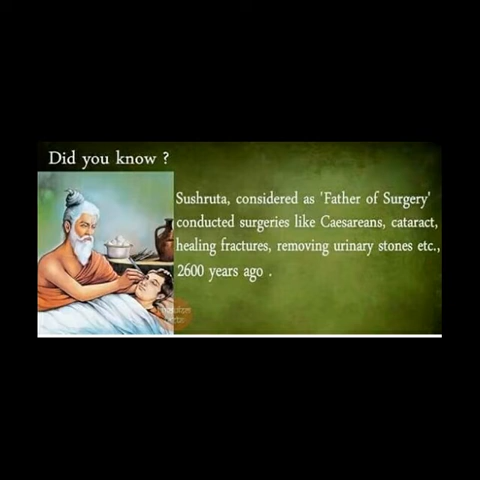 Did you know ?
Sushruta, considered as 'Father of Surgery'
conducted surgeries like Caesareans, cataract,
healing fractures, removing urinary stones etc.,
2600 years ago .